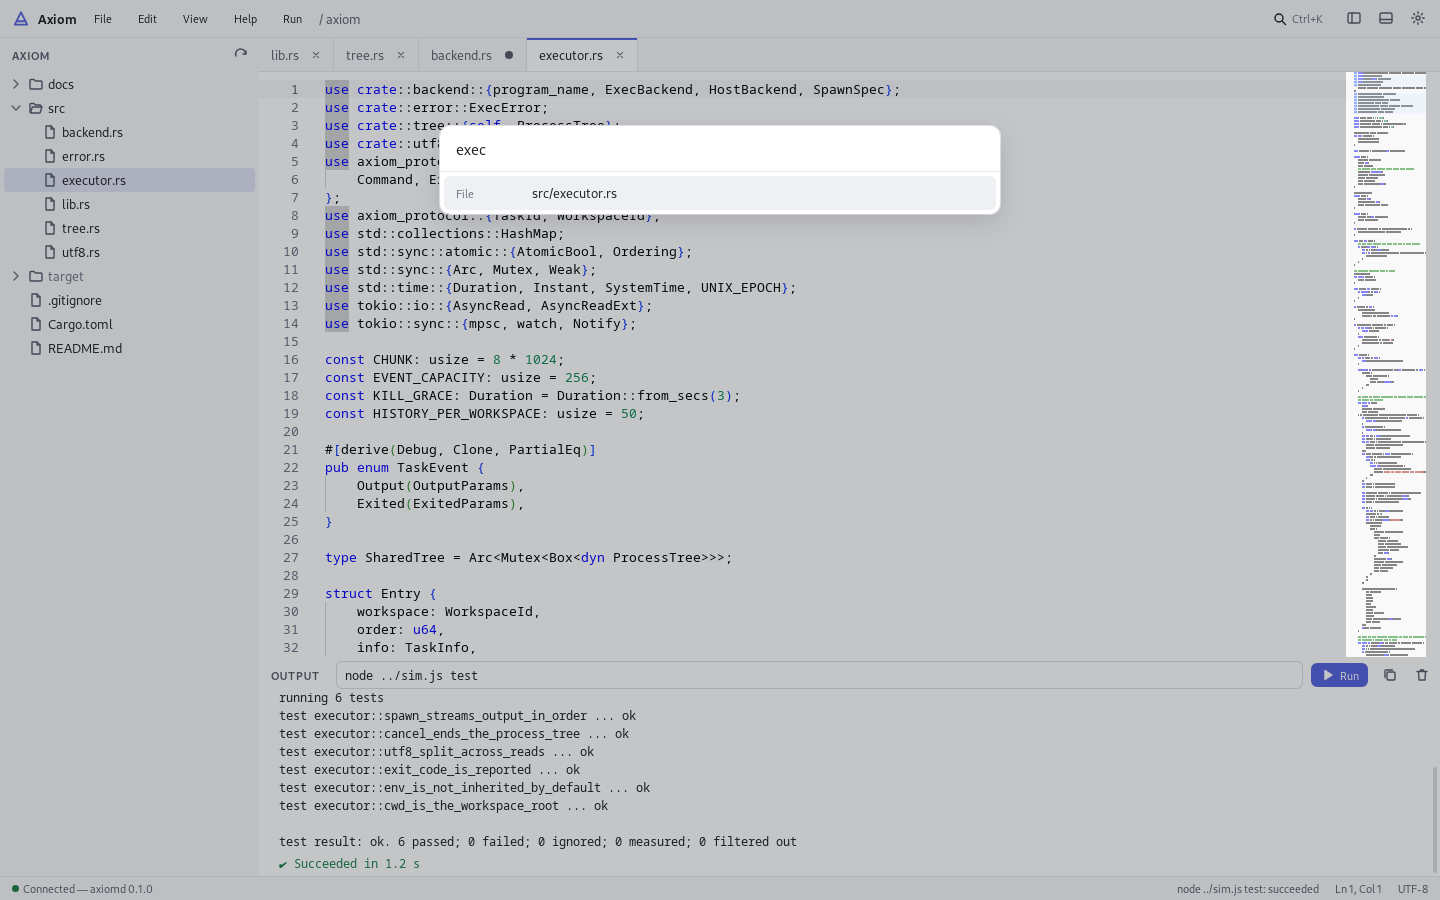 Axiom File Edit View Help Run / axiom Ctrl+K
AXIOM
docs
src
backend.rs
error.rs
executor.rs
lib.rs
tree.rs
utf8.rs
target
.gitignore
Cargo.toml
README.md
lib.rs × tree.rs × backend.rs ● executor.rs ×
1 use crate::backend::{program_name, ExecBackend, HostBackend, SpawnSpec};
2 use crate::error::ExecError;
3 use crate::tree::{self, ProcessTree};
4 use crate::utf8
5 use axiom_proto
6 Command, Ex
7 };
8 use axiom_protocol::{TaskId, WorkspaceId};
9 use std::collections::HashMap;
10 use std::sync::atomic::{AtomicBool, Ordering};
11 use std::sync::{Arc, Mutex, Weak};
12 use std::time::{Duration, Instant, SystemTime, UNIX_EPOCH};
13 use tokio::io::{AsyncRead, AsyncReadExt};
14 use tokio::sync::{mpsc, watch, Notify};
15
16 const CHUNK: usize = 8 * 1024;
17 const EVENT_CAPACITY: usize = 256;
18 const KILL_GRACE: Duration = Duration::from_secs(3);
19 const HISTORY_PER_WORKSPACE: usize = 50;
20
21 #[derive(Debug, Clone, PartialEq)]
22 pub enum TaskEvent {
23 Output(OutputParams),
24 Exited(ExitedParams),
25 }
26
27 type SharedTree = Arc<Mutex<Box<dyn ProcessTree>>>;
28
29 struct Entry {
30 workspace: WorkspaceId,
31 order: u64,
32 info: TaskInfo,
exec
File src/executor.rs
OUTPUT node ../sim.js test Run
running 6 tests
test executor::spawn_streams_output_in_order ... ok
test executor::cancel_ends_the_process_tree ... ok
test executor::utf8_split_across_reads ... ok
test executor::exit_code_is_reported ... ok
test executor::env_is_not_inherited_by_default ... ok
test executor::cwd_is_the_workspace_root ... ok
test result: ok. 6 passed; 0 failed; 0 ignored; 0 measured; 0 filtered out
✔ Succeeded in 1.2 s
Connected — axiomd 0.1.0 node ../sim.js test: succeeded Ln 1, Col 1 UTF-8